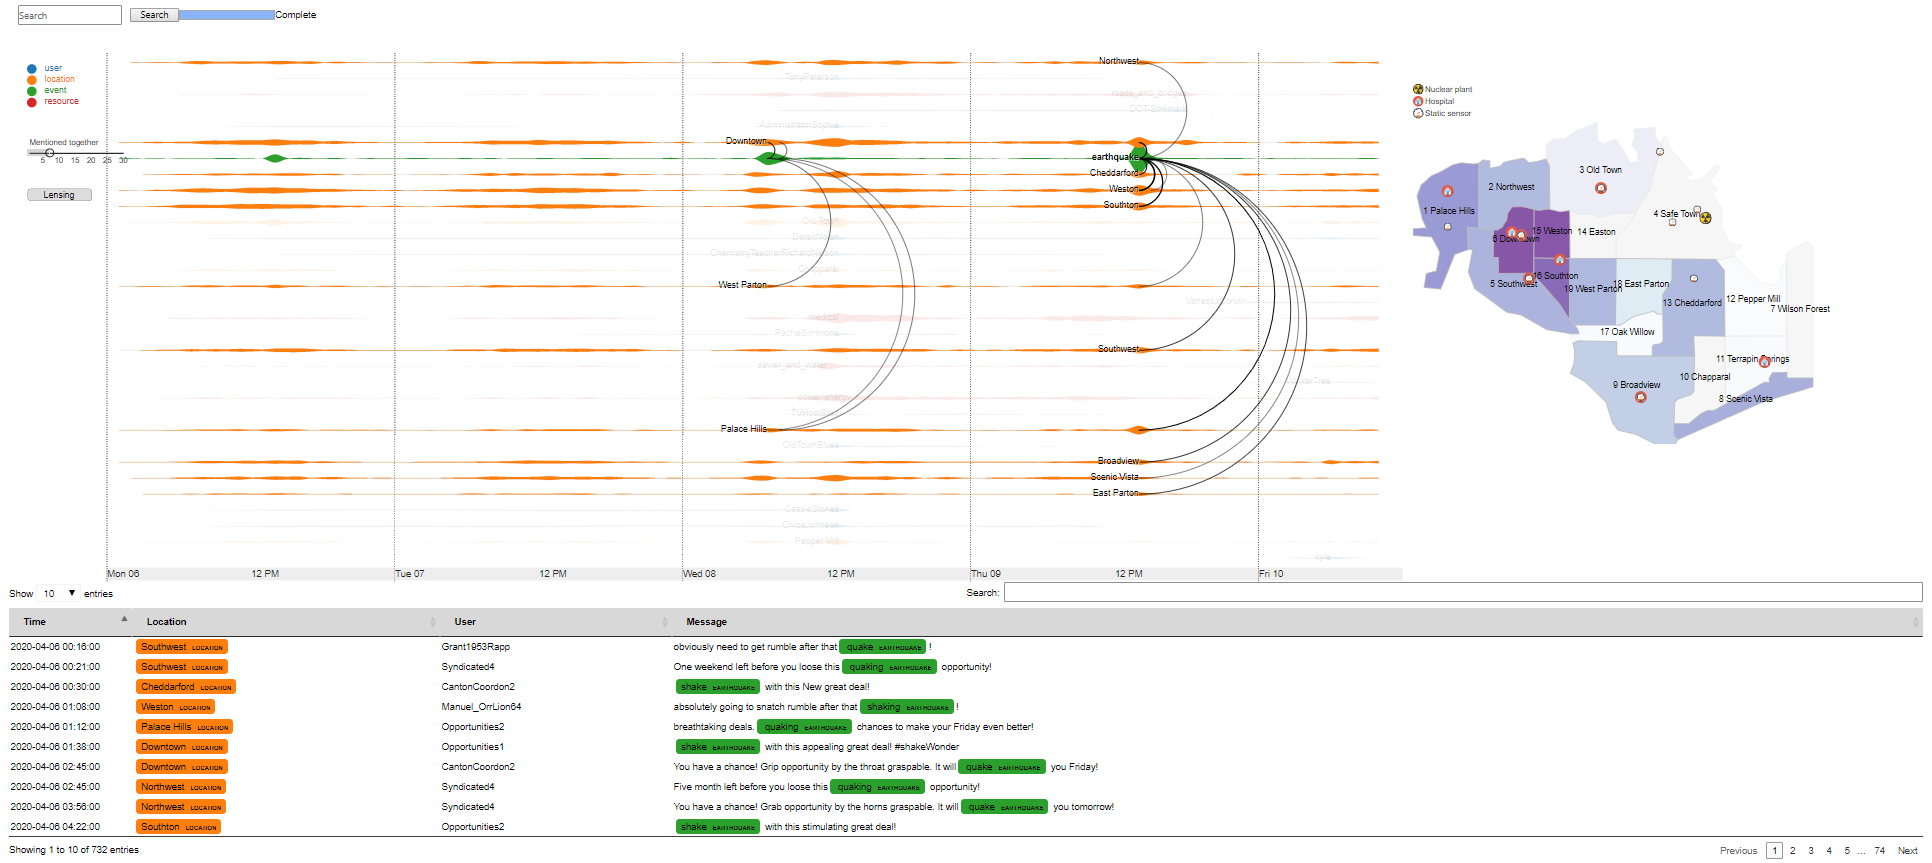 Search Search Complete
user
location
event
resource
Mentioned together
5 10 15 20 25 30
Lensing
Northwest
TonyPeterson
roads_and_bridges
AdministratorSophie
Downtown
earthquake
Cheddarford
Weston
Southton
Old Town
DerekNolan
ChemistryTeacherRichardNelson
Chapparal
West Parton
medical
RachelSimmons
Southwest
sewer_and_water
power/energy
Palace Hills
OldTownBlues
Broadview
Scenic Vista
East Parton
CassieStones
ChloeJohnson
Pepper Mill
kyle
Mon 06 12 PM Tue 07 12 PM Wed 08 12 PM Thu 09 12 PM Fri 10
Nuclear plant
Hospital
Static sensor
3 Old Town
2 Northwest
1 Palace Hills
4 Safe Town
15 Weston
14 Easton
6 Downtown
16 Southton
5 Southwest
19 West Parton
18 East Parton
13 Cheddarford
12 Pepper Mill
7 Wilson Forest
17 Oak Willow
11 Terrapin Springs
10 Chapparal
9 Broadview
8 Scenic Vista
Show 10 entries Search:
Time Location User Message
2020-04-06 00:16:00 Southwest LOCATION Grant1953Rapp obviously need to get rumble after that quake EARTHQUAKE !
2020-04-06 00:21:00 Southwest LOCATION Syndicated4 One weekend left before you loose this quaking EARTHQUAKE opportunity!
2020-04-06 00:30:00 Cheddarford LOCATION CantonCoordon2 shake EARTHQUAKE with this New great deal!
2020-04-06 01:08:00 Weston LOCATION Manuel_OrrLion64 absolutely going to snatch rumble after that shaking EARTHQUAKE !
2020-04-06 01:12:00 Palace Hills LOCATION Opportunities2 breathtaking deals. quaking EARTHQUAKE chances to make your Friday even better!
2020-04-06 01:38:00 Downtown LOCATION Opportunities1 shake EARTHQUAKE with this appealing great deal! #shakeWonder
2020-04-06 02:45:00 Downtown LOCATION CantonCoordon2 You have a chance! Grip opportunity by the throat graspable. It will quake EARTHQUAKE you Friday!
2020-04-06 02:45:00 Northwest LOCATION Syndicated4 Five month left before you loose this quaking EARTHQUAKE opportunity!
2020-04-06 03:56:00 Northwest LOCATION Syndicated4 You have a chance! Grab opportunity by the horns graspable. It will quake EARTHQUAKE you tomorrow!
2020-04-06 04:22:00 Southton LOCATION Opportunities2 shake EARTHQUAKE with this stimulating great deal!
Showing 1 to 10 of 732 entries Previous 1 2 3 4 5 ... 74 Next